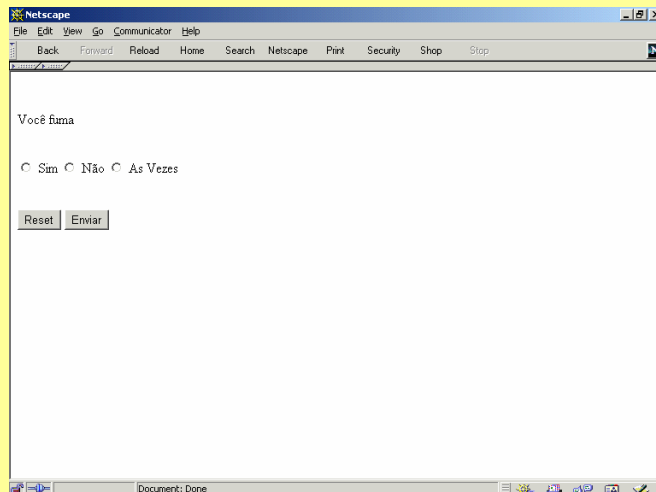 Netscape
File Edit View Go Communicator Help
Back Forward Reload Home Search Netscape Print Security Shop Stop
Você fuma
Sim Não As Vezes
Reset Enviar
Document: Done